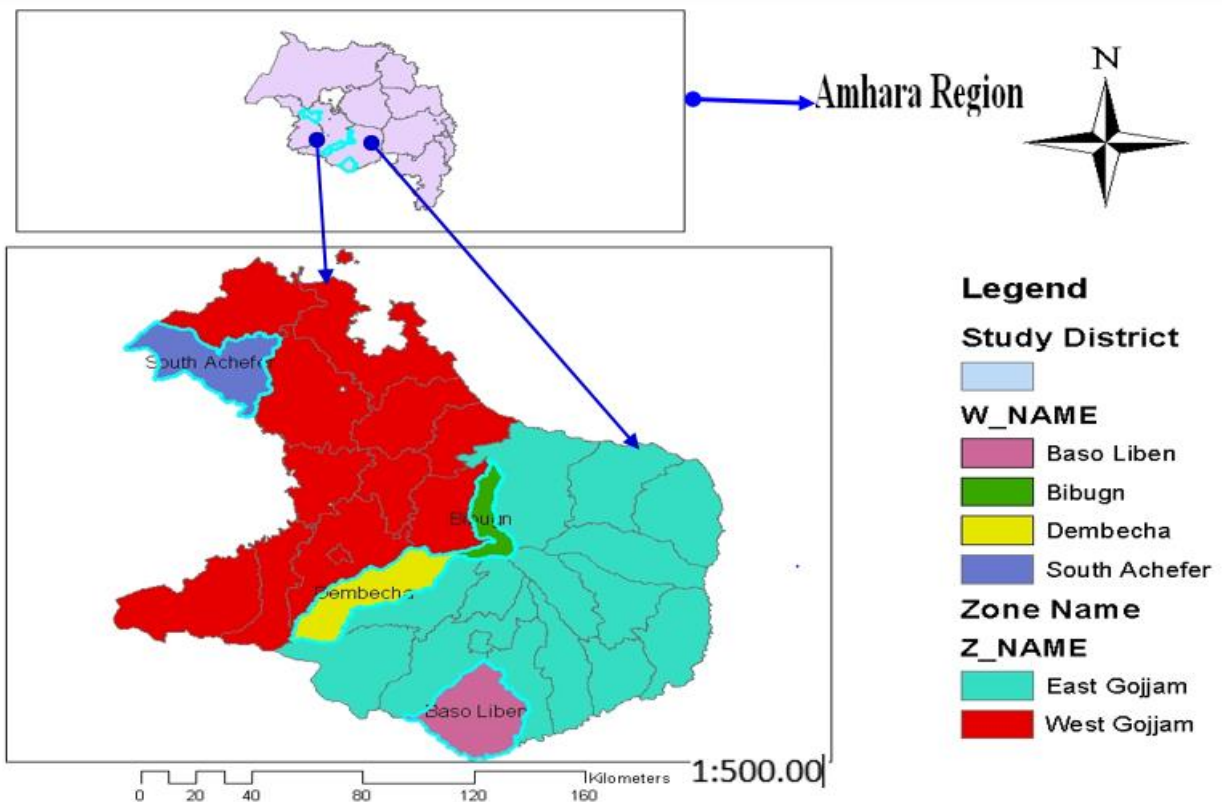 Amhara Region
N
South Achefer
Bibugn
Dembecha
Baso Liben
Legend
Study District
W_NAME
Baso Liben
Bibugn
Dembecha
South Achefer
Zone Name
Z_NAME
East Gojjam
West Gojjam
Kilometers
1:500.00
0 20 40 80 120 160